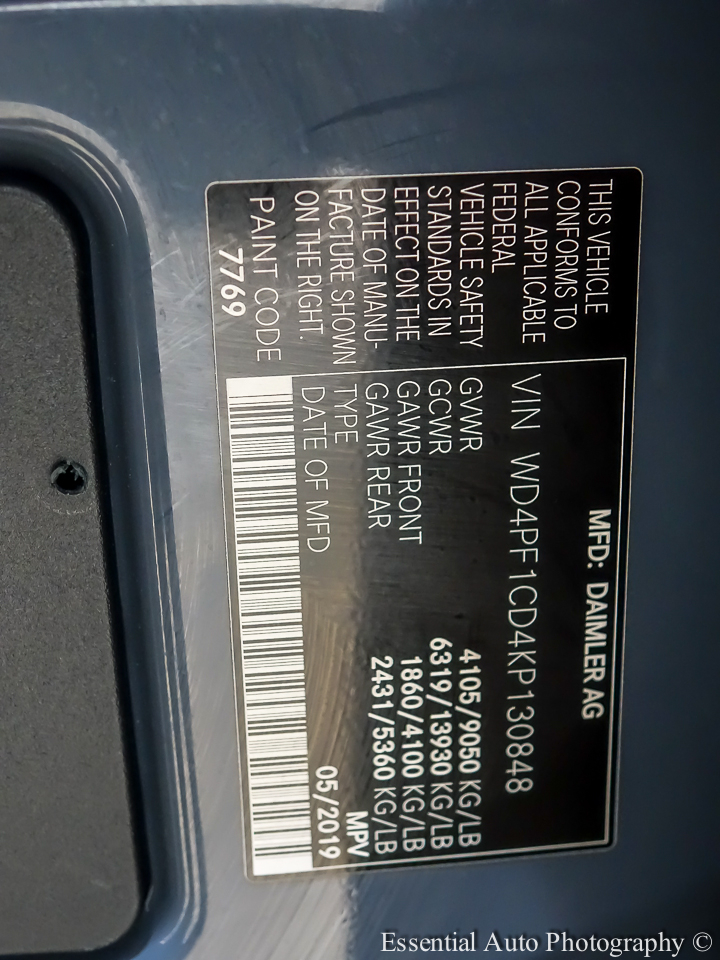 THIS VEHICLE
CONFORMS TO
ALL APPLICABLE
FEDERAL
VEHICLE SAFETY
STANDARDS IN
EFFECT ON THE
DATE OF MANU-
FACTURE SHOWN
ON THE RIGHT.
PAINT CODE
7769
MFD: DAIMLER AG
VIN WD4PF1CD4KP130848
GVWR 4105/9050 KG/LB
GCWR 6319/13930 KG/LB
GAWR FRONT 1860/4100 KG/LB
GAWR REAR 2431/5360 KG/LB
TYPE MPV
DATE OF MFD 05/2019
Essential Auto Photography ©